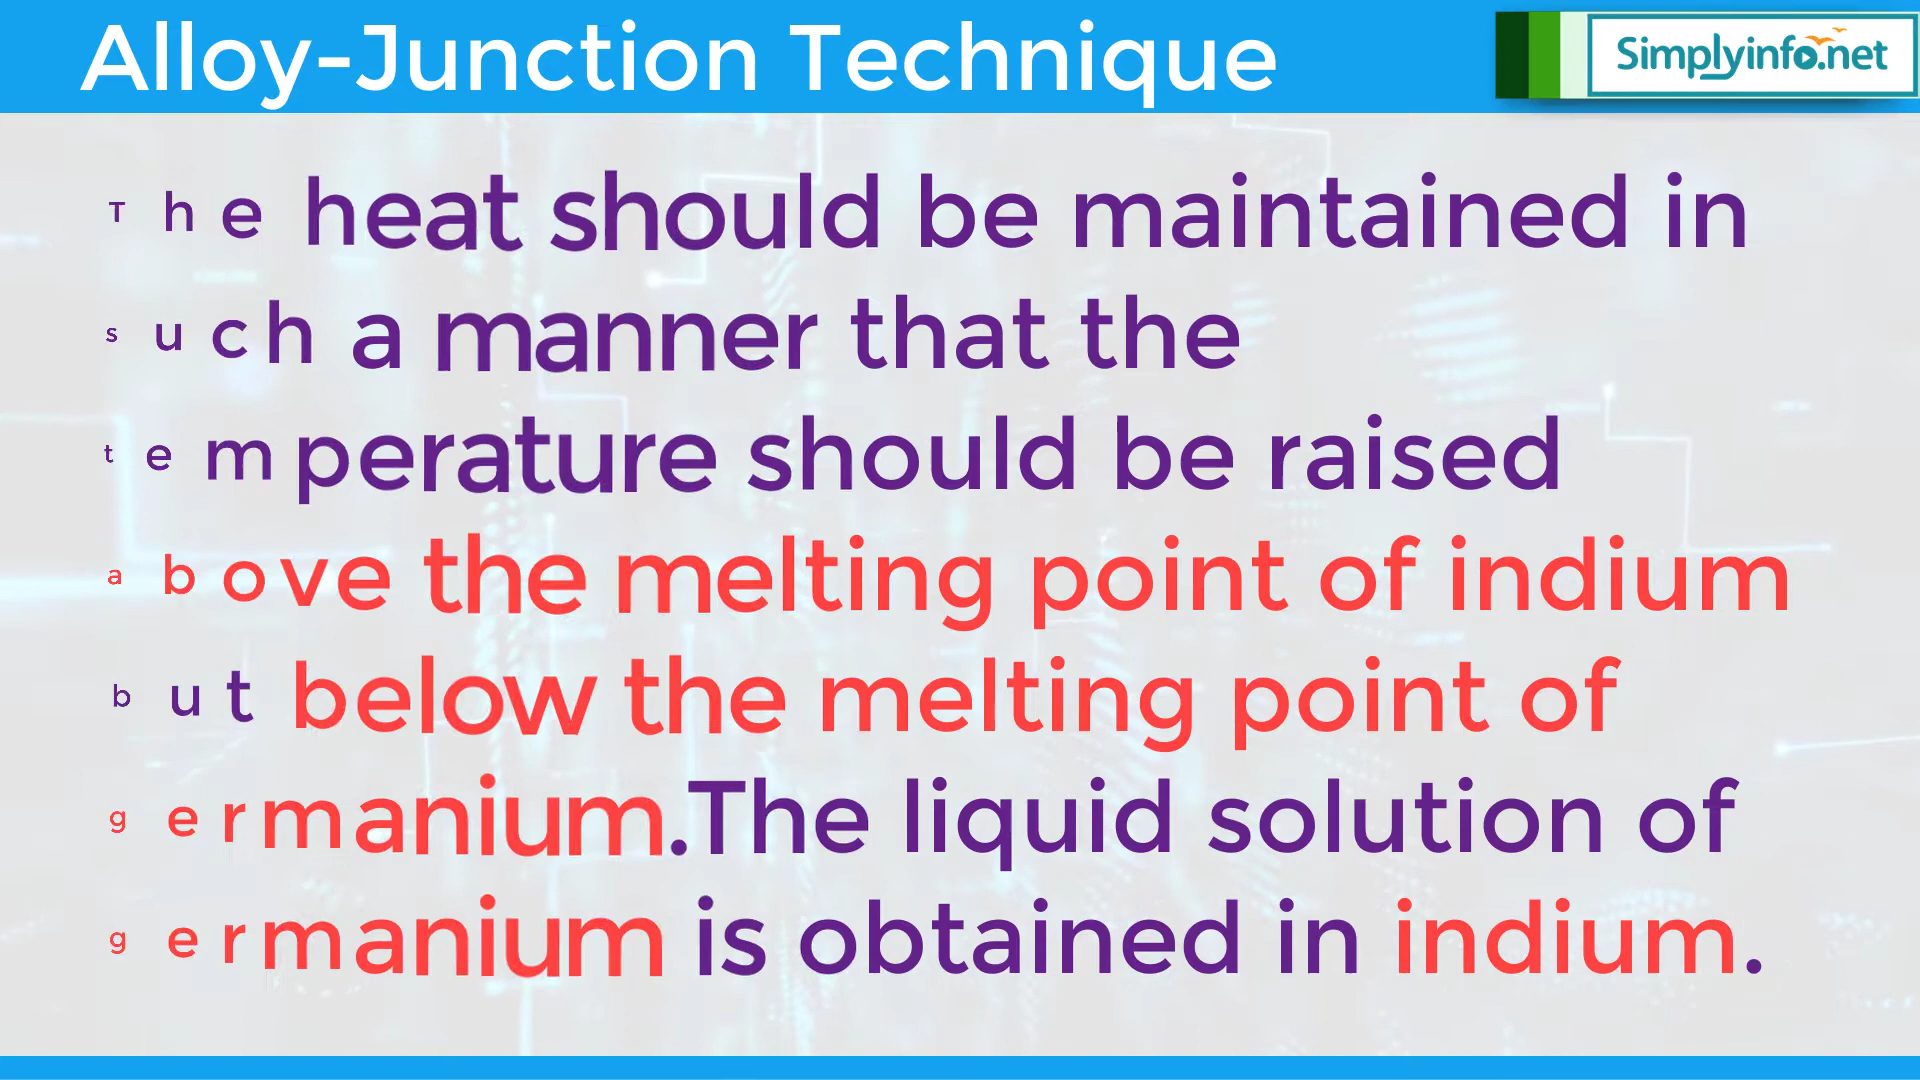 Alloy-Junction Technique
Simplyinfo.net
The heat should be maintained in
such a manner that the
temperature should be raised
above the melting point of indium
but below the melting point of
germanium.The liquid solution of
germanium is obtained in indium.